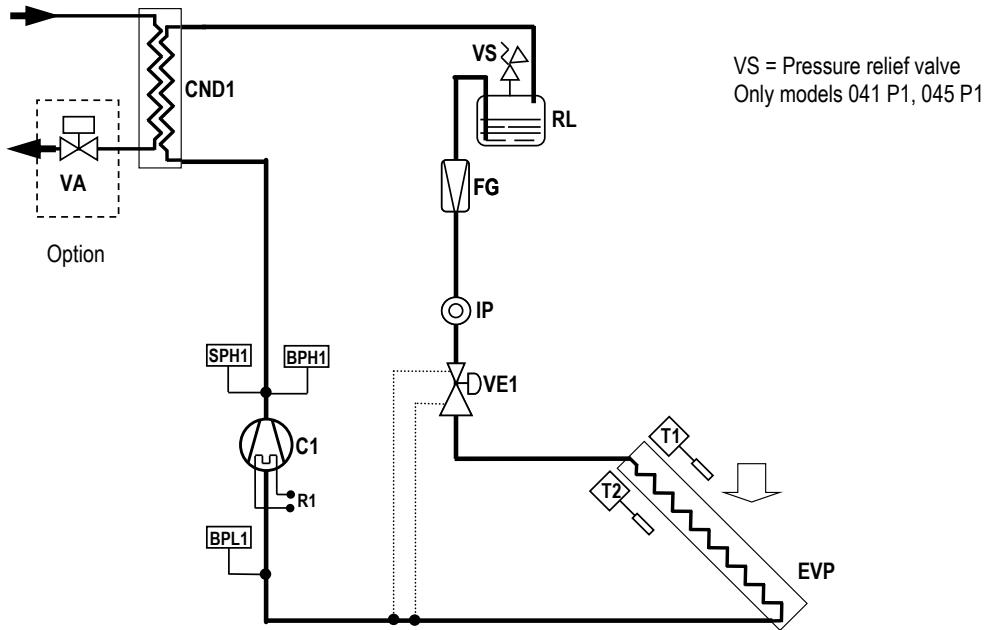 VS
VS = Pressure relief valve
Only models 041 P1, 045 P1
CND1
RL
VA
FG
Option
IP
SPH1
BPH1
VE1
C1
T1
T2
R1
BPL1
EVP